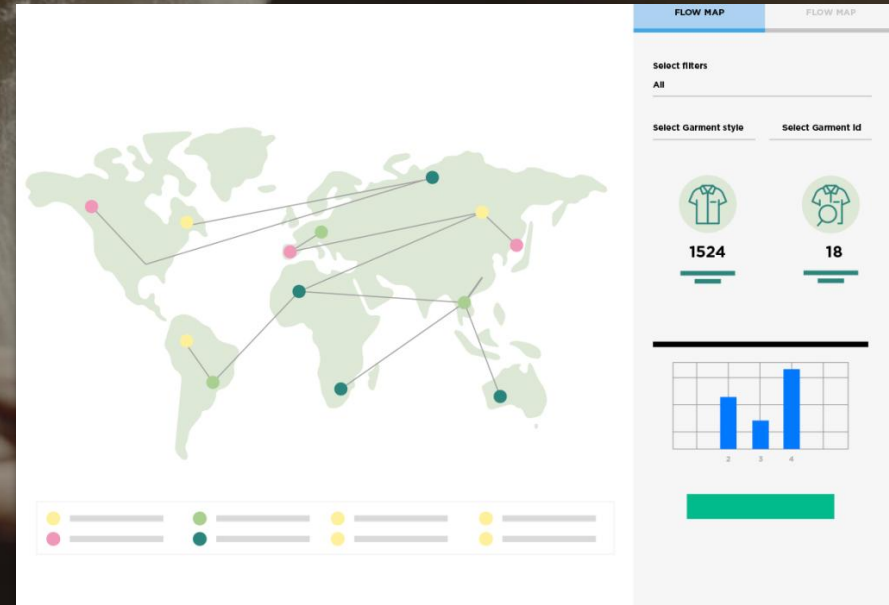 FLOW MAP
FLOW MAP
Select filters
All
Select Garment style
Select Garment Id
1524
18
2 3 4